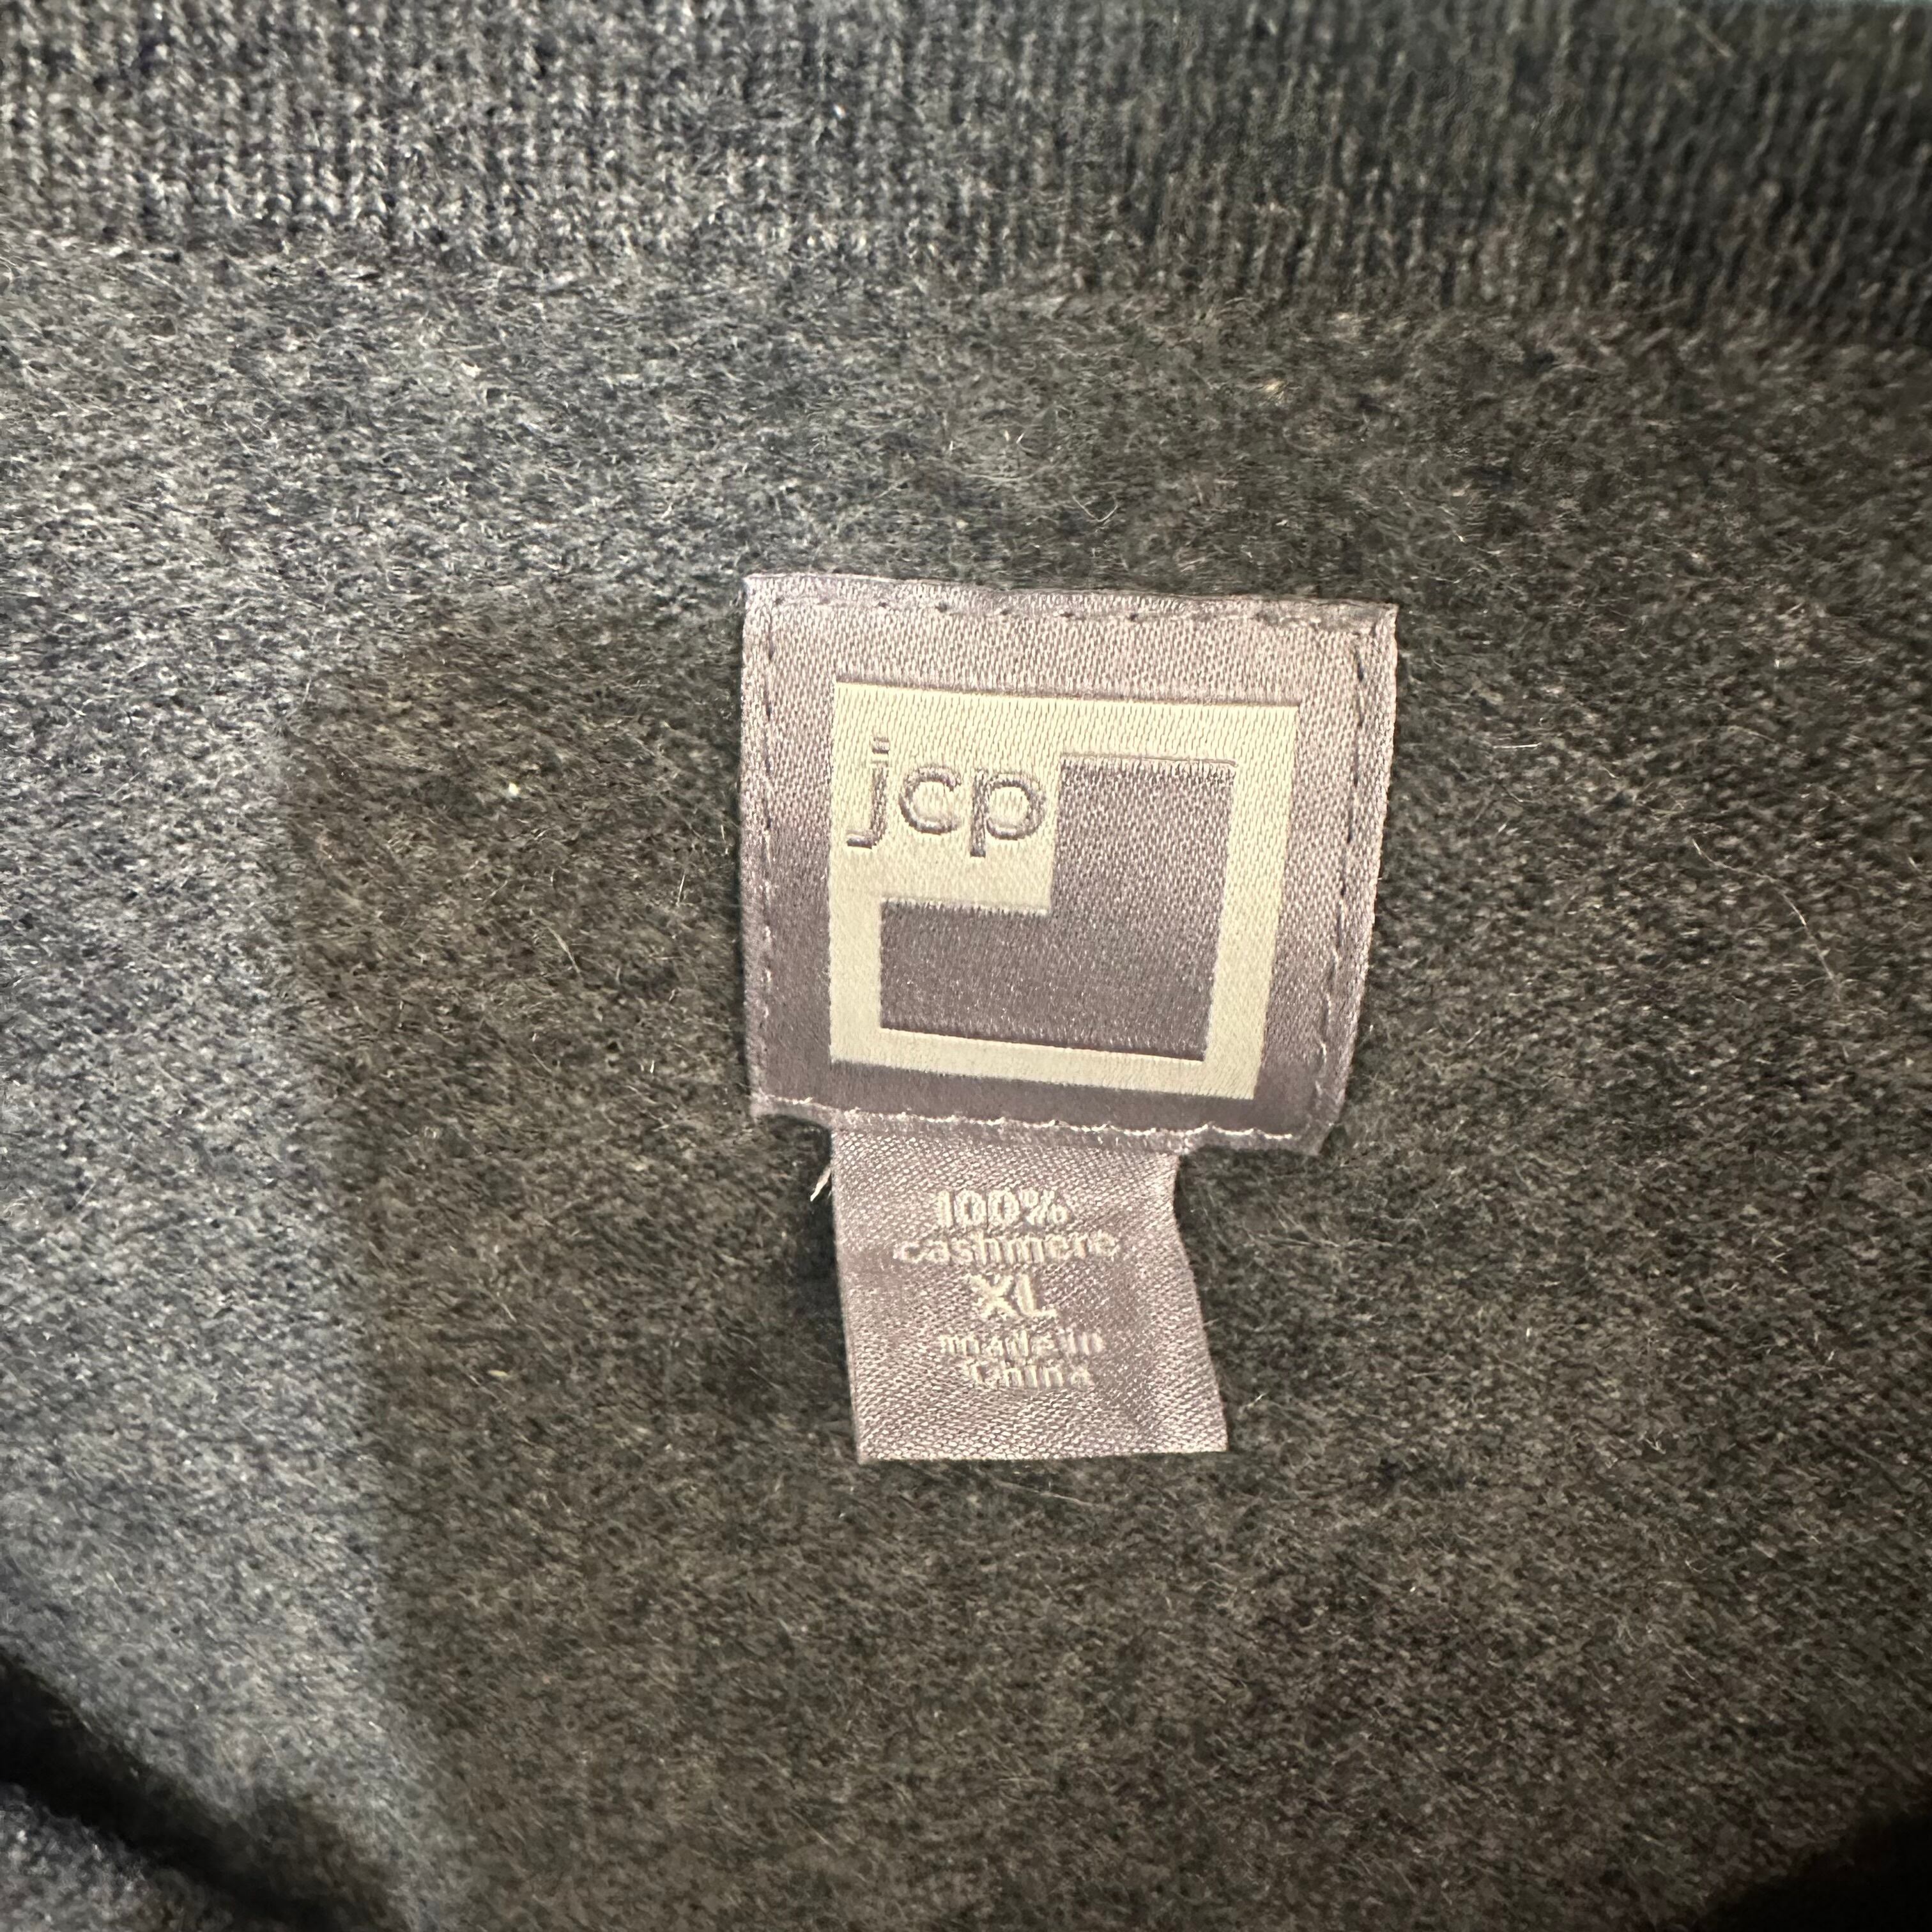 jcp
100%
cashmere
XL
made in
China